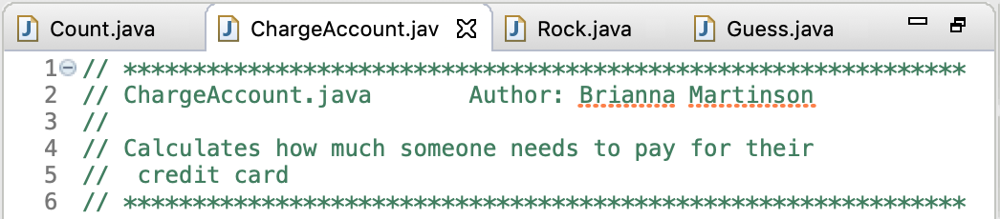 Count.java ChargeAccount.jav Rock.java Guess.java
1 // *************************************************************
2 // ChargeAccount.java       Author: Brianna Martinson
3 //
4 // Calculates how much someone needs to pay for their
5 //  credit card
6 // *************************************************************